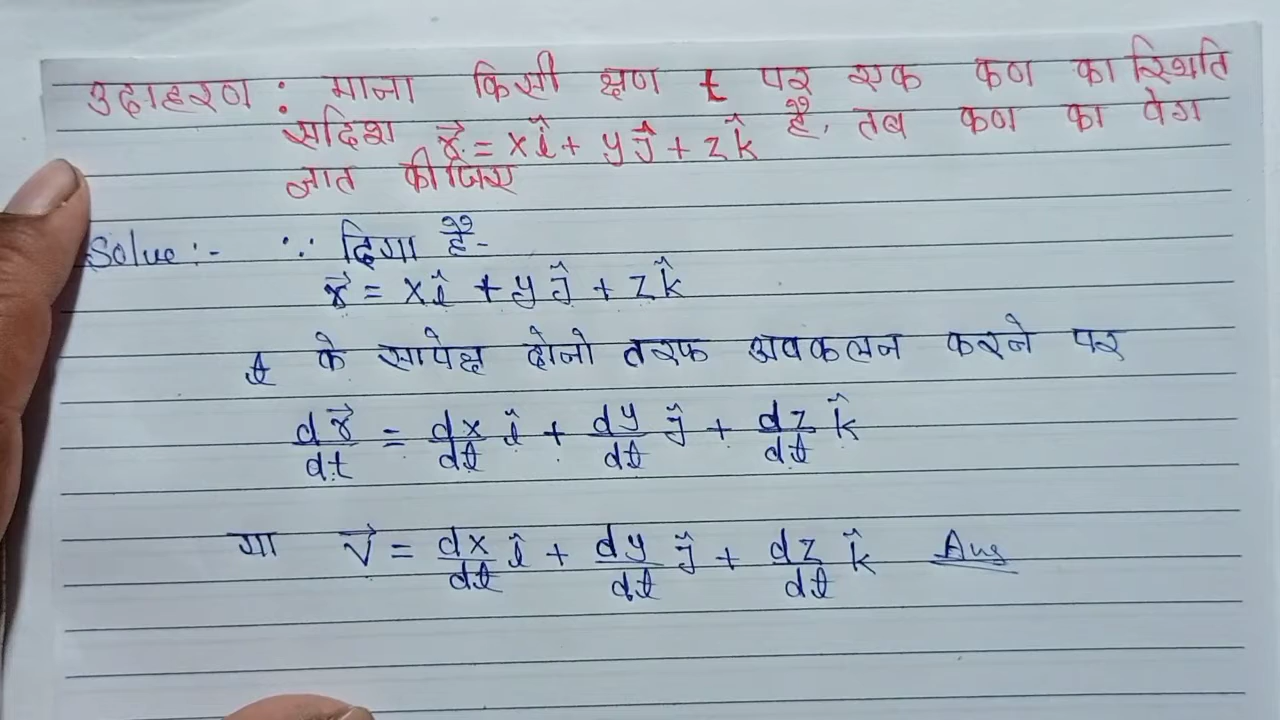 उदाहरण : माना किसी क्षण t पर एक कण का स्थिति
सदिश r⃗ = xî + yĵ + zk̂ है, तब कण का वेग
ज्ञात कीजिए
Solve :- ∵ दिया है-
r⃗ = xî + yĵ + zk̂
t के सापेक्ष दोनो तरफ अवकलन करने पर
dr⃗/dt = dx/dt î + dy/dt ĵ + dz/dt k̂
या V⃗ = dx/dt î + dy/dt ĵ + dz/dt k̂ Ans